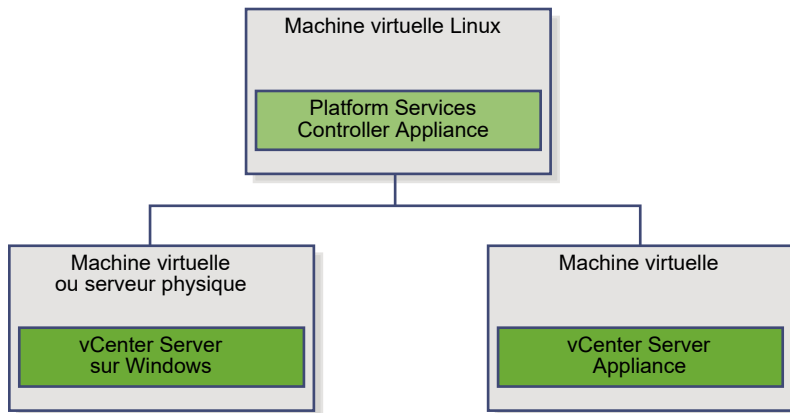 Machine virtuelle Linux
Platform Services
Controller Appliance
Machine virtuelle
ou serveur physique
vCenter Server
sur Windows
Machine virtuelle
vCenter Server
Appliance